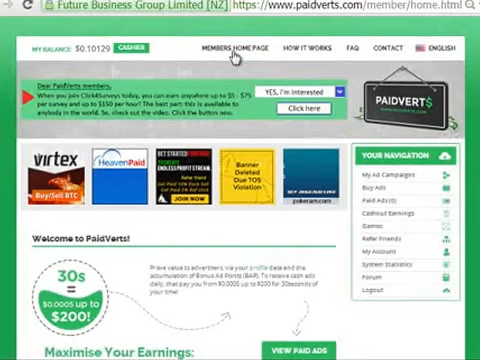 Future Business Group Limited [NZ] https://www.paidverts.com/member/home.html
MY BALANCE: $0.10129 CASHIER MEMBERS HOME PAGE HOW IT WORKS FAQ CONTACT ENGLISH
Dear PaidVerts members,
When you join Click4Surveys today, you can earn anywhere up to $5 - $75
per survey and up to $150 per hour! The best part: this is available to
anybody in the world. So, check out the video. Click the button now.
YES, I'm Interested
Click here
PAIDVERT$
virtex
Buy/Sell BTC
HeavenPaid
GET STARTED
ENDLESS PROFIT STREAM.
JOIN NOW
Banner
Deleted
Due TOS
Violation
pokeram.com
YOUR NAVIGATION
My Ad Campaigns
Buy Ads
Paid Ads (0)
Cashout Earnings
Games
Refer Friends
My Account
System Statistics
Forum
Logout
Welcome to PaidVerts!
30s
=
$0.0005 up to
$200!
Prove value to advertisers, via your profile data and the
accumulation of Bonus Ad Points (BAP). To receive cash ads
daily, that pay you from $0.0005 up to $200 for 30seconds of
your time!
Maximise Your Earnings:
VIEW PAID ADS